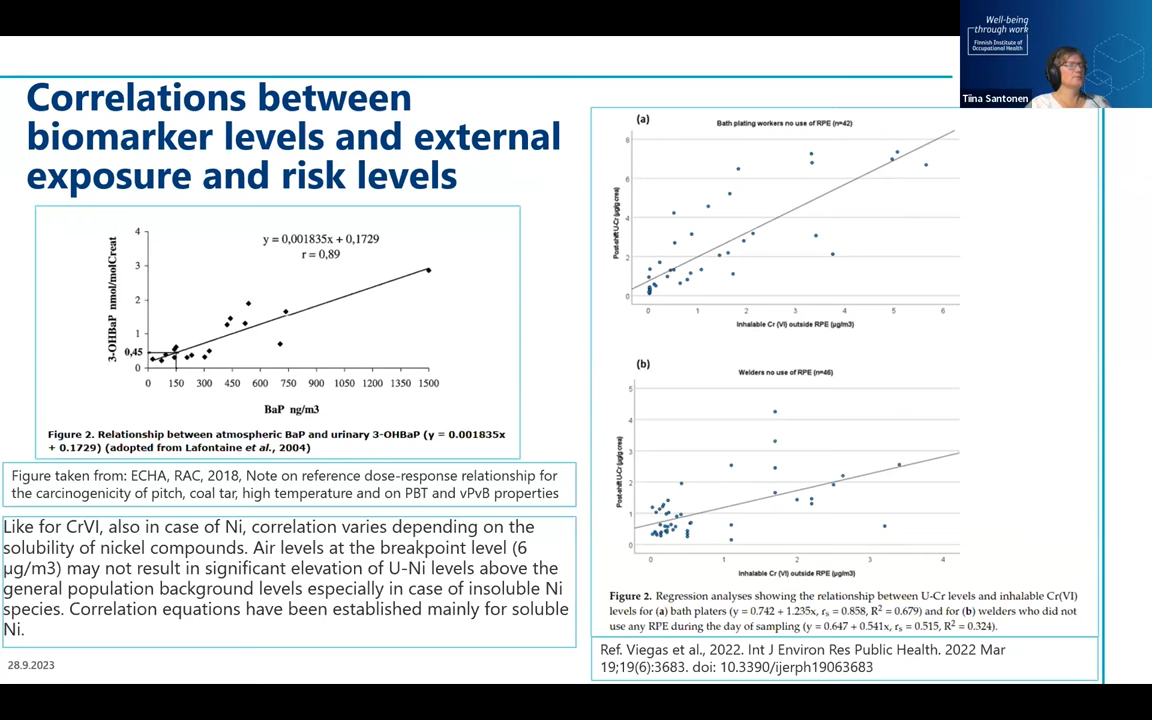 Well-being
through work
Finnish Institute of
Occupational Health
Tiina Santonen
Correlations between
biomarker levels and external
exposure and risk levels
4
3
2
1
0,45
0
3-OHBaP nmol/molCreat
y = 0,001835x + 0,1729
r = 0,89
0 150 300 450 600 750 900 1050 1200 1350 1500
BaP ng/m3
Figure 2. Relationship between atmospheric BaP and urinary 3-OHBaP (y = 0.001835x
+ 0.1729) (adopted from Lafontaine et al., 2004)
Figure taken from: ECHA, RAC, 2018, Note on reference dose-response relationship for
the carcinogenicity of pitch, coal tar, high temperature and on PBT and vPvB properties
Like for CrVI, also in case of Ni, correlation varies depending on the
solubility of nickel compounds. Air levels at the breakpoint level (6
µg/m3) may not result in significant elevation of U-Ni levels above the
general population background levels especially in case of insoluble Ni
species. Correlation equations have been established mainly for soluble
Ni.
28.9.2023
(a)
Bath plating workers no use of RPE (n=42)
8
6
4
2
0
Post-shift U-Cr (µg/g crea)
0 1 2 3 4 5 6
Inhalable Cr (VI) outside RPE (µg/m3)
(b)
Welders no use of RPE (n=46)
5
4
3
2
1
0
Post-shift U-Cr (µg/g crea)
0 1 2 3 4
Inhalable Cr (VI) outside RPE (µg/m3)
Figure 2. Regression analyses showing the relationship between U-Cr levels and inhalable Cr(VI)
levels for (a) bath platers (y = 0.742 + 1.235x, rs = 0.858, R2 = 0.679) and for (b) welders who did not
use any RPE during the day of sampling (y = 0.647 + 0.541x, rs = 0.515, R2 = 0.324).
Ref. Viegas et al., 2022. Int J Environ Res Public Health. 2022 Mar
19;19(6):3683. doi: 10.3390/ijerph19063683